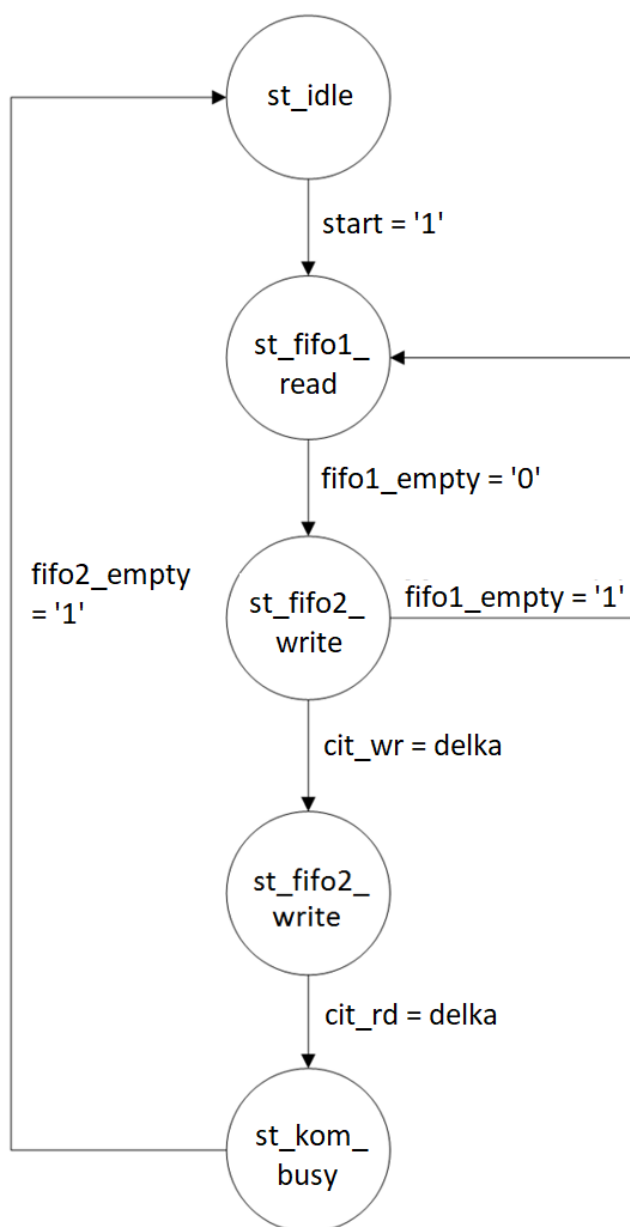 st_idle
start = '1'
st_fifo1_
read
fifo1_empty = '0'
fifo2_empty
= '1'
st_fifo2_
write
fifo1_empty = '1'
cit_wr = delka
st_fifo2_
write
cit_rd = delka
st_kom_
busy